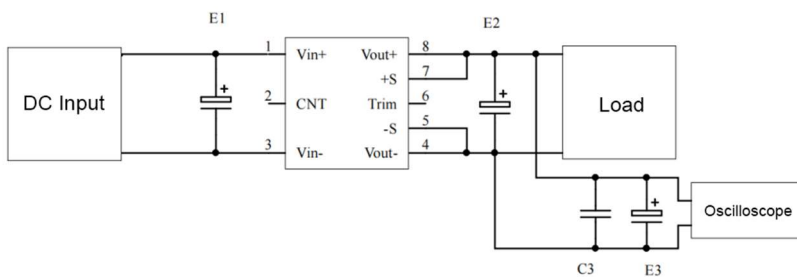 E1
E2
1
Vin+
Vout+
8
+S
7
DC Input
2
CNT
Trim
6
Load
-S
5
3
Vin-
Vout-
4
+
+
+
Oscilloscope
C3
E3